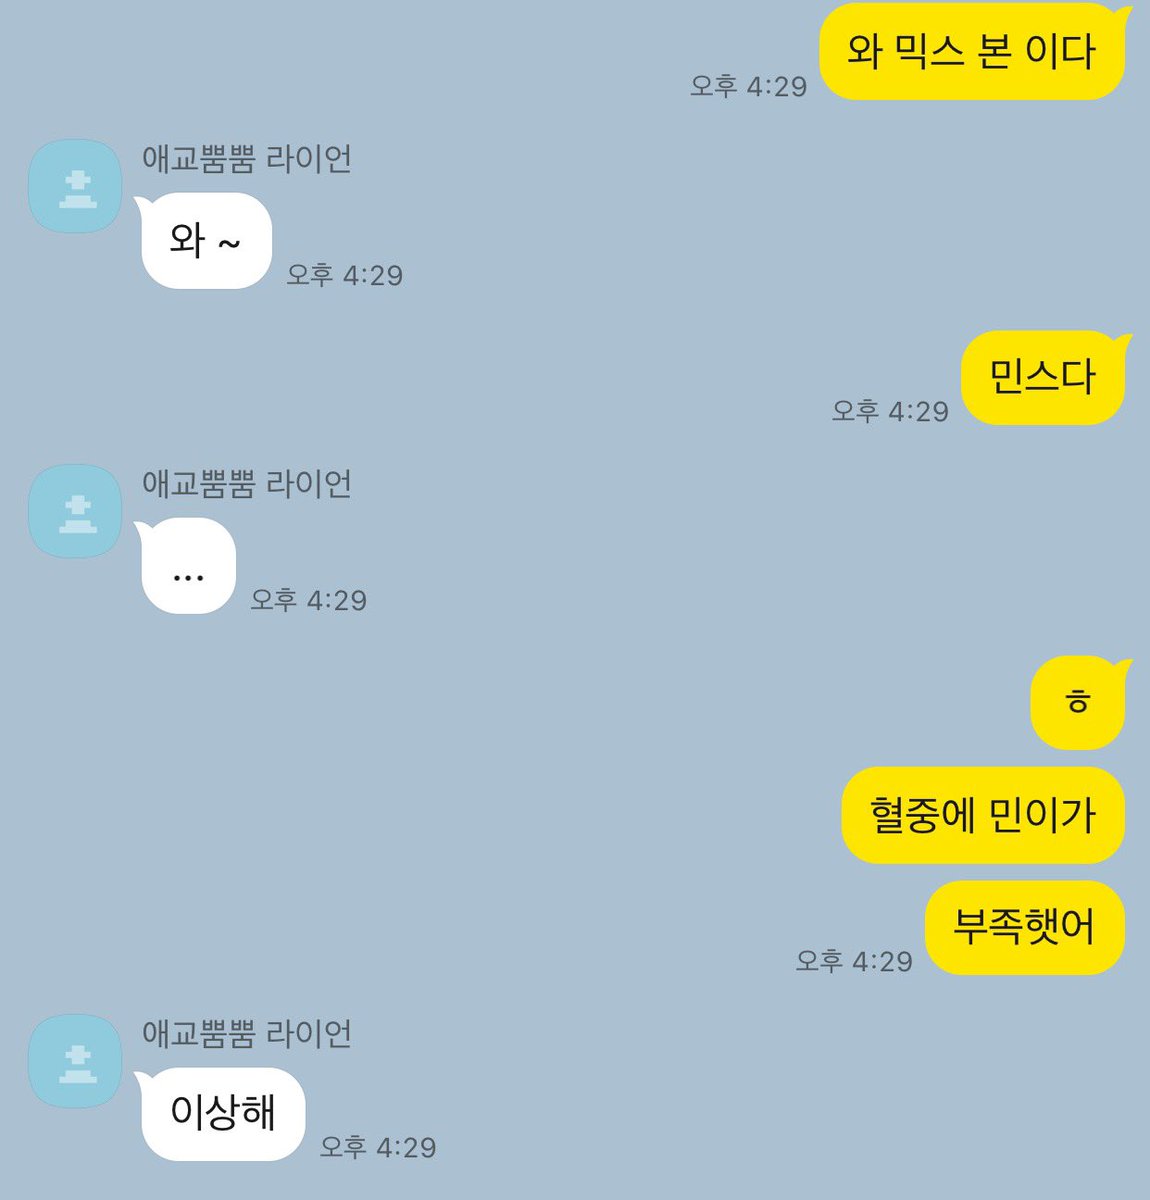 와 믹스 본 이다
오후 4:29
애교뿜뿜 라이언
와 ~
오후 4:29
민스다
오후 4:29
애교뿜뿜 라이언
...
오후 4:29
ㅎ
혈중에 민이가
부족햇어
오후 4:29
애교뿜뿜 라이언
이상해
오후 4:29